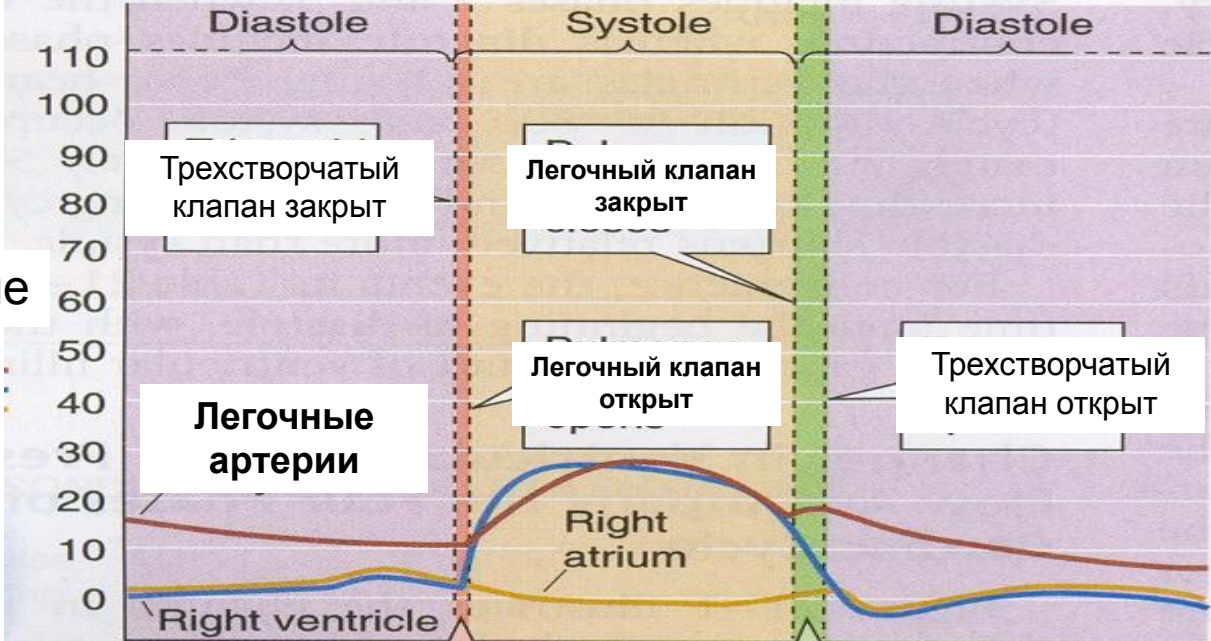 Diastole
Systole
Diastole
110
100
90
80
70
60
50
40
30
20
10
0
Трехстворчатый
клапан закрыт
Легочный клапан
закрыт
Легочный клапан
открыт
Трехстворчатый
клапан открыт
Легочные
артерии
Right
atrium
Right ventricle